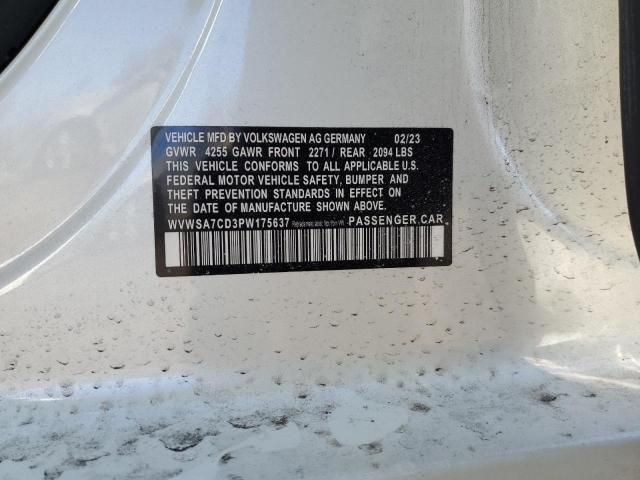 VEHICLE MFD BY VOLKSWAGEN AG GERMANY 02/23
GVWR 4255 GAWR FRONT 2271 / REAR 2094 LBS
THIS VEHICLE CONFORMS TO ALL APPLICABLE U.S.
FEDERAL MOTOR VEHICLE SAFETY, BUMPER AND
THEFT PREVENTION STANDARDS IN EFFECT ON
THE DATE OF MANUFACTURE SHOWN ABOVE.
WVWSA7CD3PW175637 PASSENGER.CAR